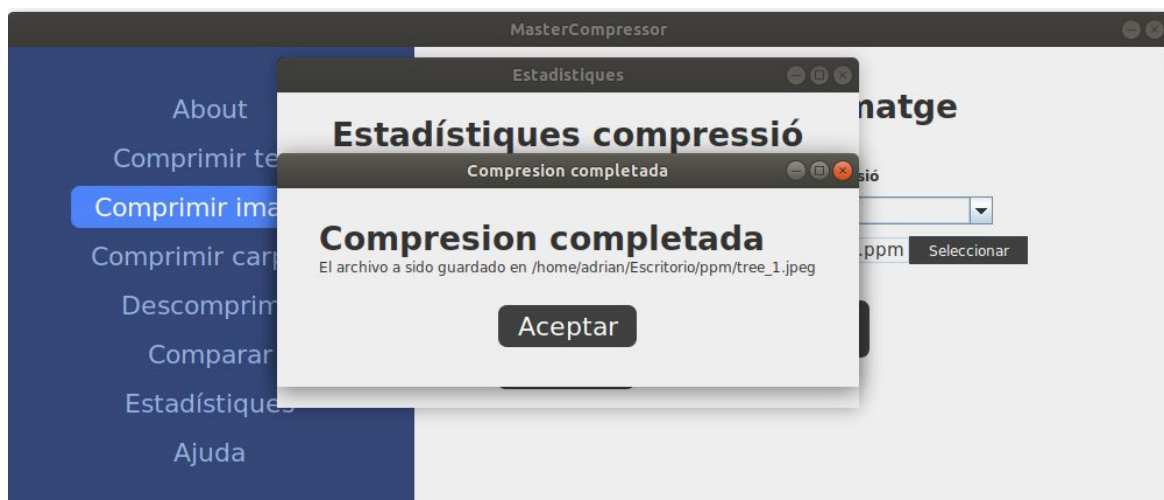 MasterCompressor
About
Comprimir te
Comprimir ima
Comprimir carp
Descomprim
Comparar
Estadístiques
Ajuda
Estadistiques
Estadístiques compressió
Compresion completada
Compresion completada
El archivo a sido guardado en /home/adrian/Escritorio/ppm/tree_1.jpeg
Aceptar
matge
sió
.ppm Seleccionar